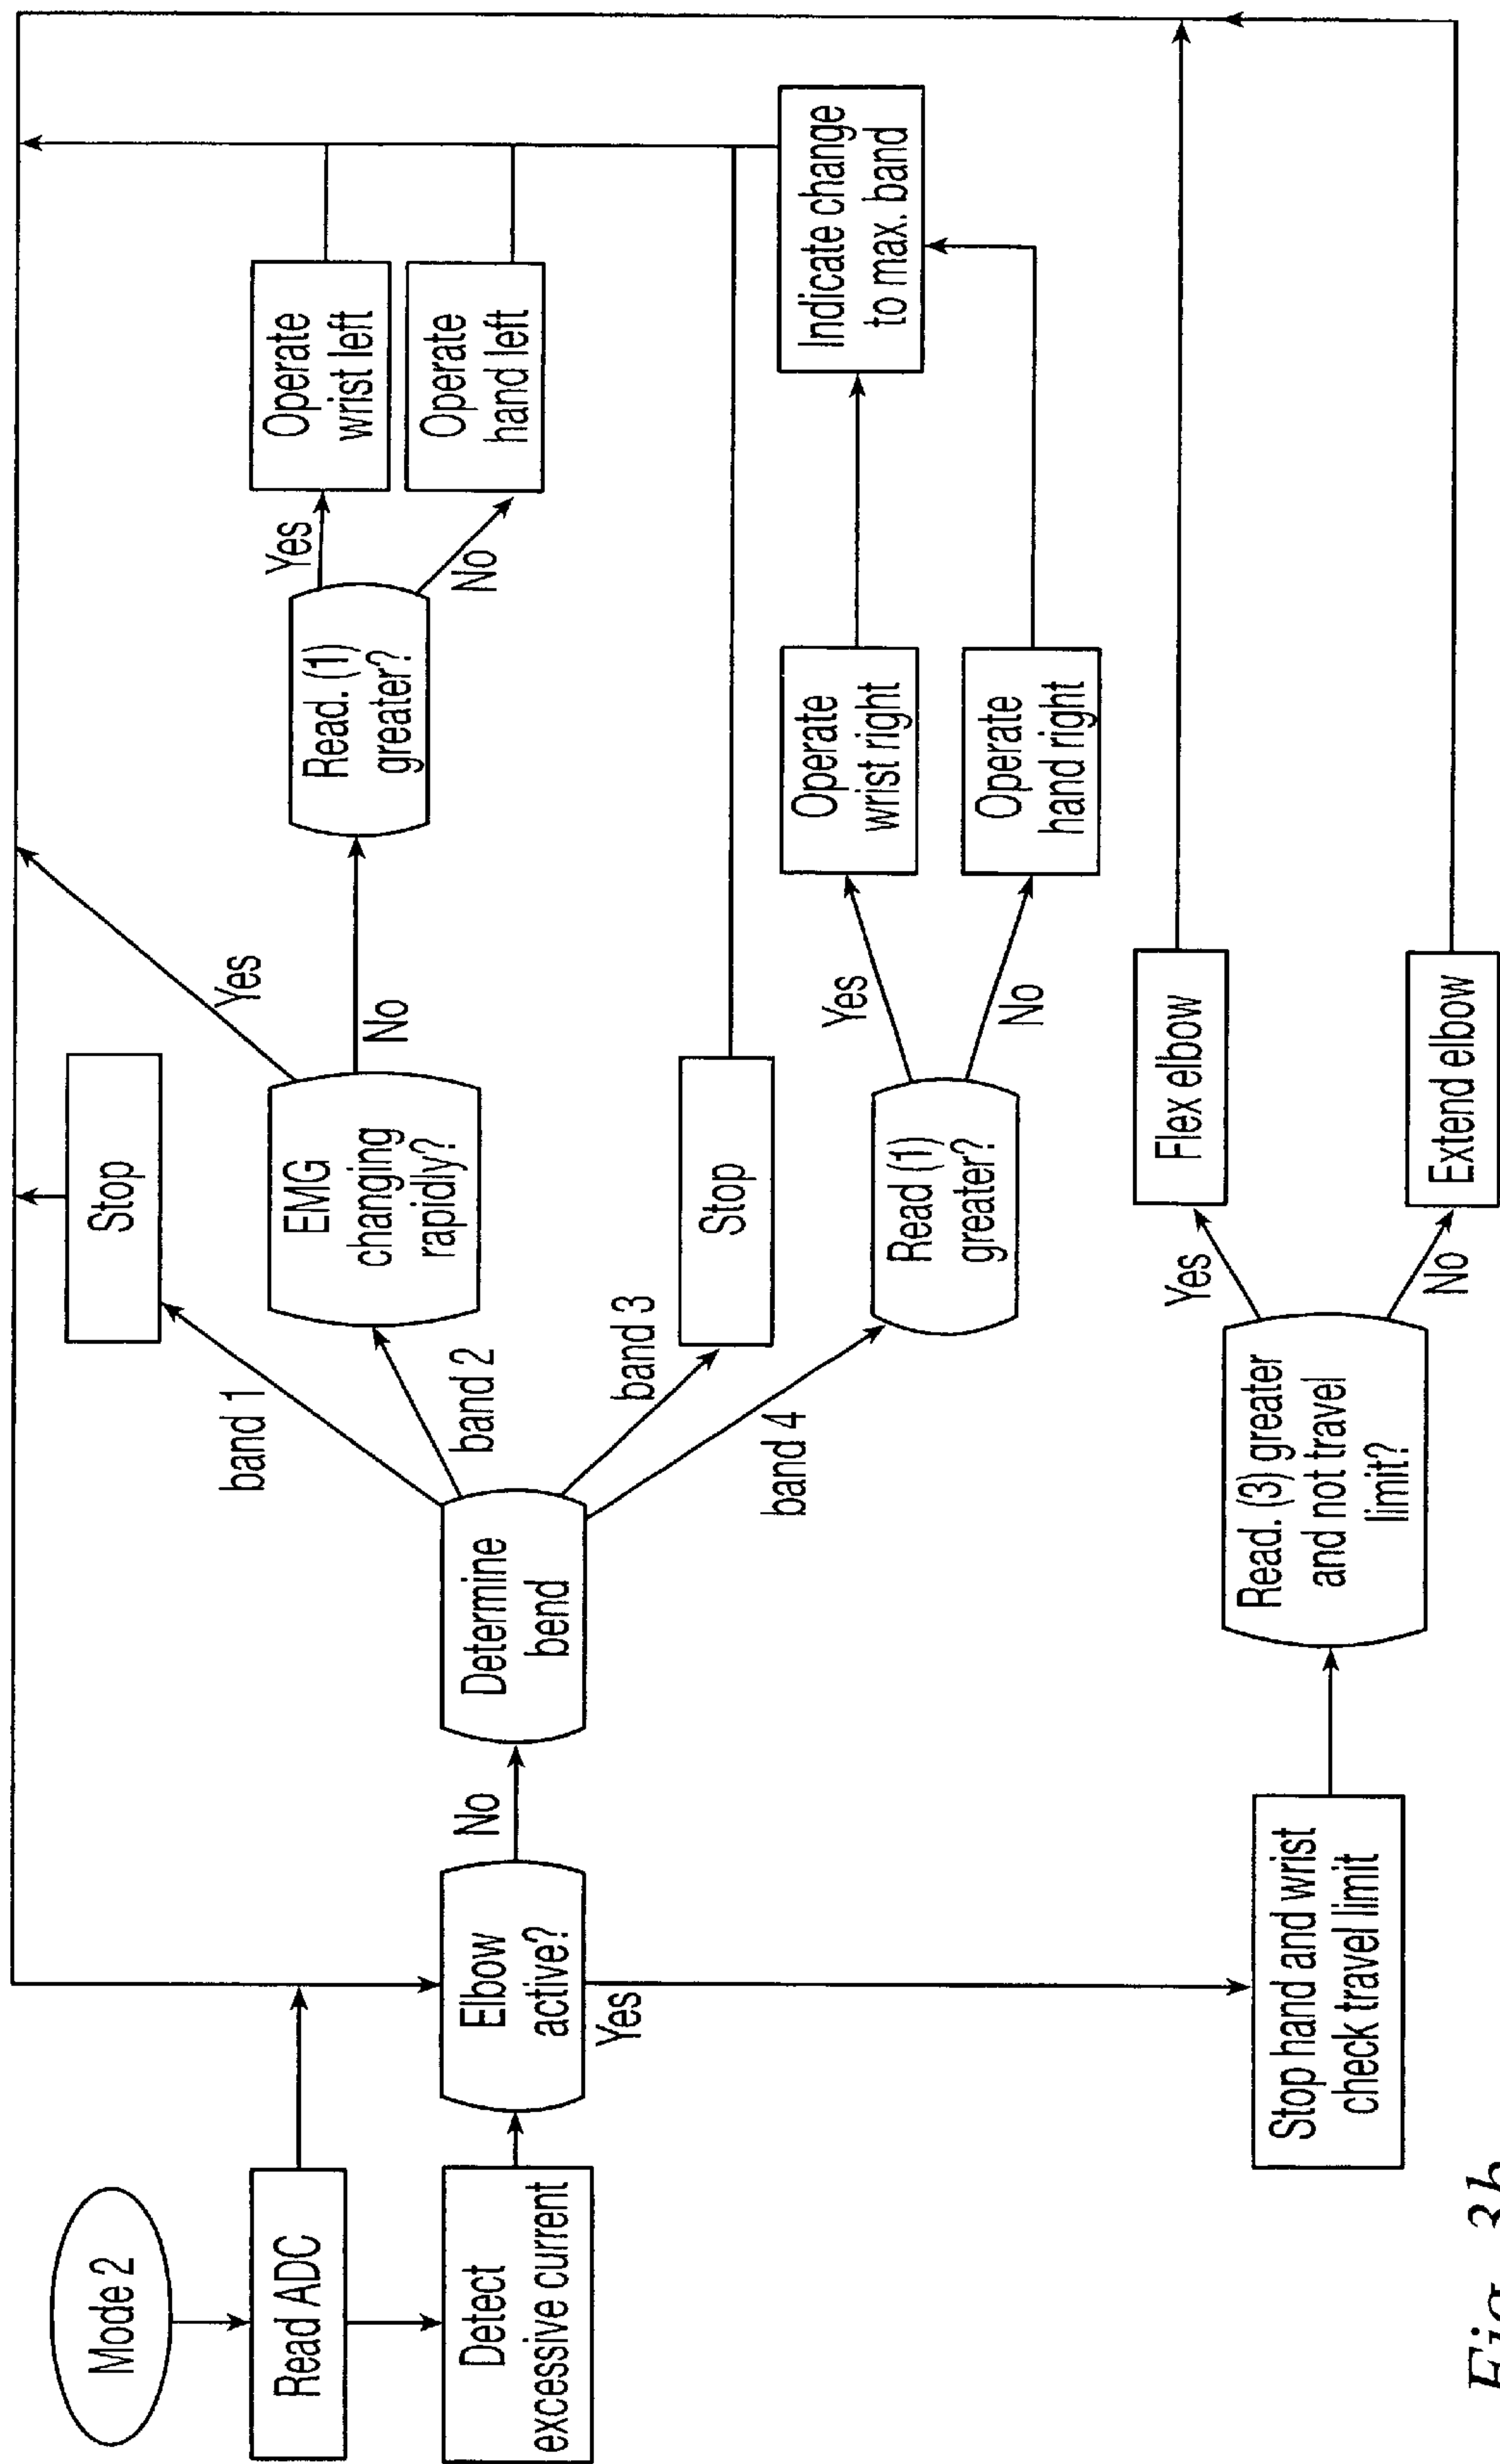 Mode 2
Read ADC
Detect
excessive current
Elbow
active?
No
Yes
Determine
bend
band 1
band 2
band 3
band 4
Stop
EMG
changing
rapidly?
Yes
No
Read. (1)
greater?
Yes
No
Operate
wrist left
Operate
hand left
Stop
Read (1)
greater?
Yes
No
Operate
wrist right
Operate
hand right
Indicate change
to max. band
Stop hand and wrist
check travel limit
Read. (3) greater
and not travel
limit?
Yes
No
Flex elbow
Extend elbow
Fig. 3b